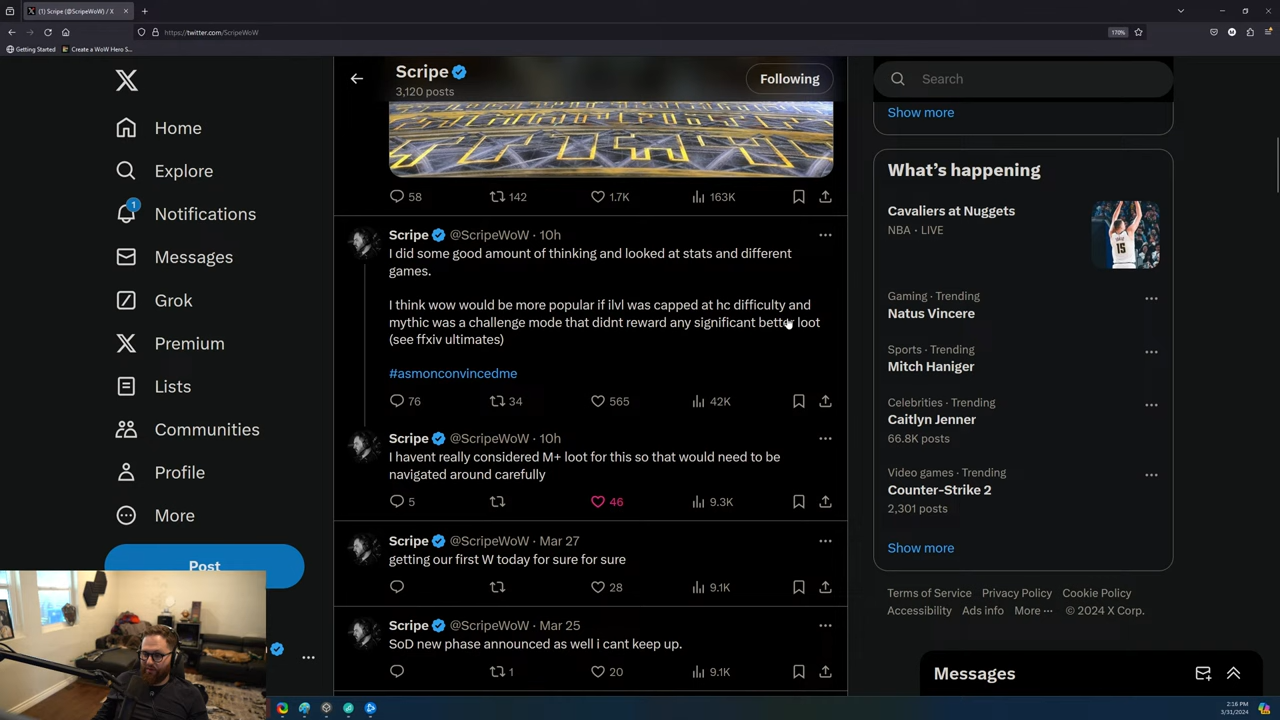 (1) Scripe (@ScripeWoW) / X
https://twitter.com/ScripeWoW
170%
Getting Started
Create a WoW Hero S...
Home
Explore
1
Notifications
Messages
Grok
Premium
Lists
Communities
Profile
More
Post
Scripe
3,120 posts
Following
58
142
1.7K
163K
Scripe @ScripeWoW · 10h
I did some good amount of thinking and looked at stats and different
games.
I think wow would be more popular if ilvl was capped at hc difficulty and
mythic was a challenge mode that didnt reward any significant better loot
(see ffxiv ultimates)
#asmonconvincedme
76
34
565
42K
Scripe @ScripeWoW · 10h
I havent really considered M+ loot for this so that would need to be
navigated around carefully
5
46
9.3K
Scripe @ScripeWoW · Mar 27
getting our first W today for sure for sure
28
9.1K
Scripe @ScripeWoW · Mar 25
SoD new phase announced as well i cant keep up.
1
20
9.1K
Search
Show more
What's happening
Cavaliers at Nuggets
NBA · LIVE
Gaming · Trending
Natus Vincere
Sports · Trending
Mitch Haniger
Celebrities · Trending
Caitlyn Jenner
66.8K posts
Video games · Trending
Counter-Strike 2
2,301 posts
Show more
Terms of Service Privacy Policy Cookie Policy
Accessibility Ads info More ··· © 2024 X Corp.
Messages
2:16 PM
3/31/2024